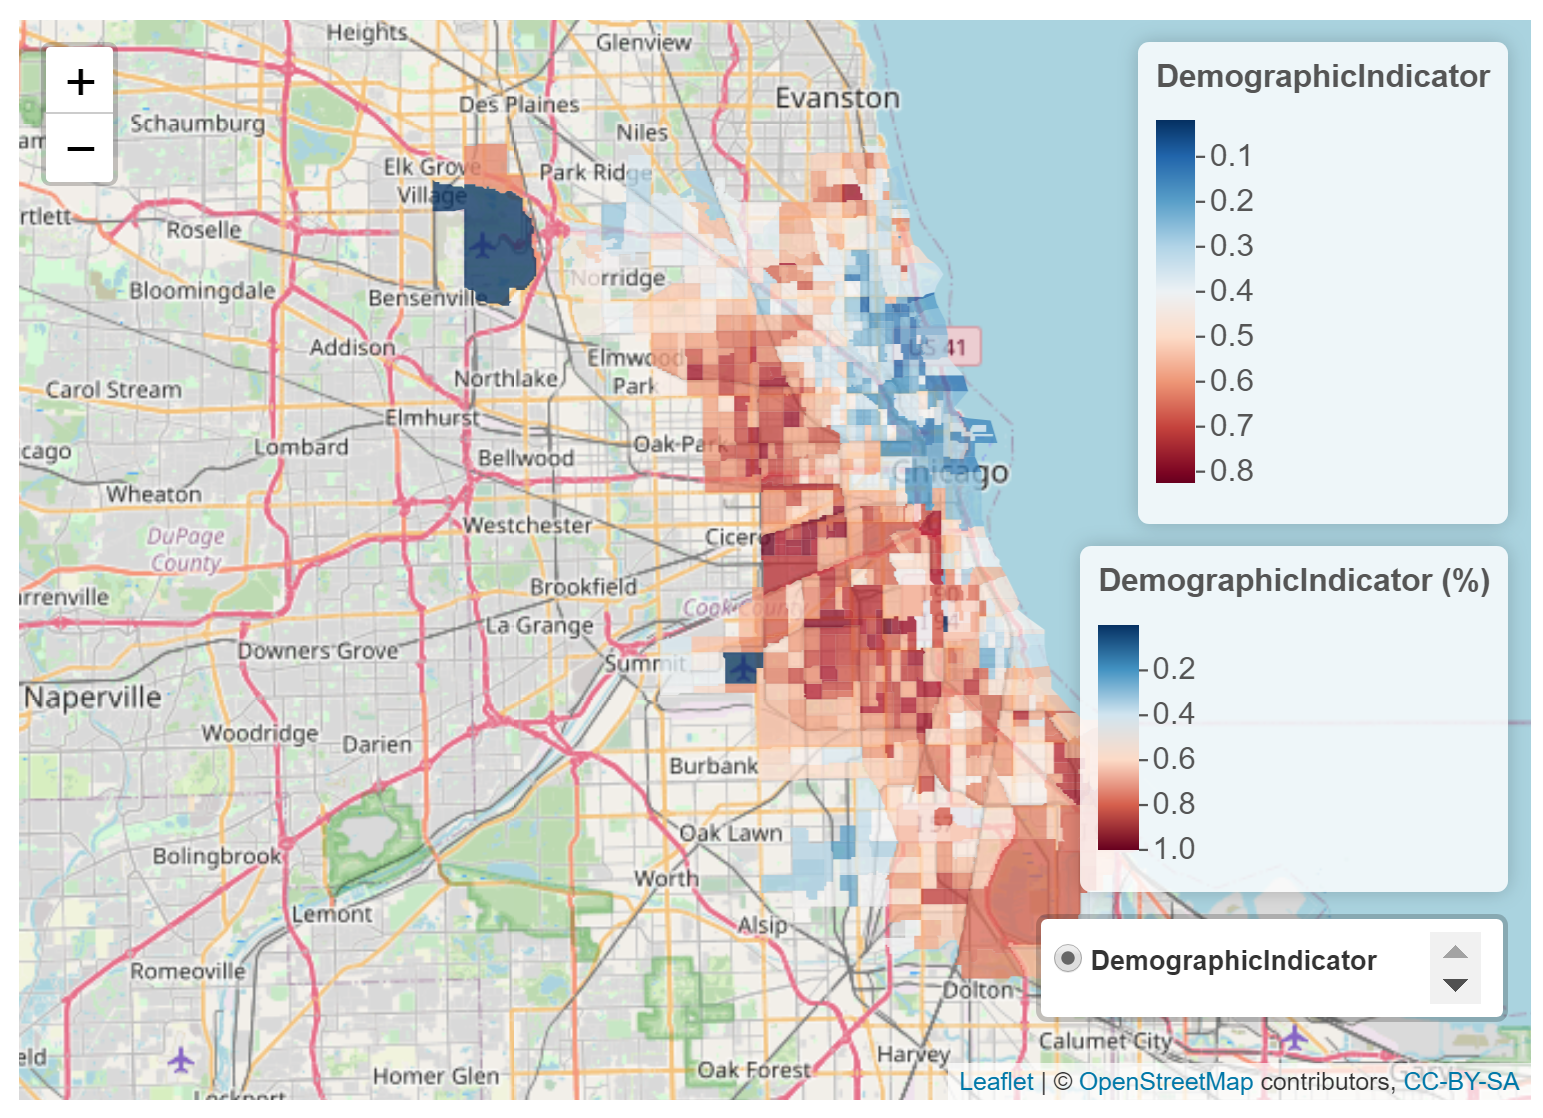 Heights
Glenview
Des Plaines
Evanston
Schaumburg
Niles
am
Elk Grove
Village
Park Ridge
rtlett
Roselle
Norridge
Bloomingdale
Bensenville
Addison
US 41
Elmwood
Park
Northlake
Carol Stream
Elmhurst
Lombard
Oak Park
cago
Bellwood
Chicago
Wheaton
Westchester
Cicero
DuPage
County
Brookfield
Cook County
I 90
I 94
rrenville
La Grange
Downers Grove
Summit
Naperville
Woodridge
Darien
Burbank
I 57
Oak Lawn
Bolingbrook
Worth
Lemont
Alsip
Romeoville
Dolton
Calumet City
Harvey
eld
Homer Glen
Oak Forest
Gary
Lockport
+
−
DemographicIndicator
0.1
0.2
0.3
0.4
0.5
0.6
0.7
0.8
DemographicIndicator (%)
0.2
0.4
0.6
0.8
1.0
DemographicIndicator
Leaflet | © OpenStreetMap contributors, CC-BY-SA